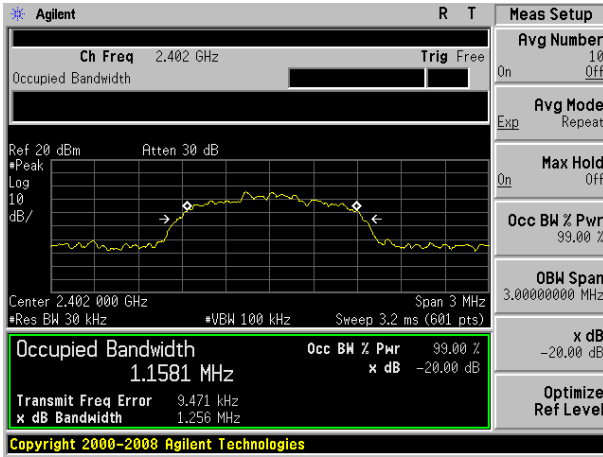 Agilent R T
Ch Freq 2.402 GHz Trig Free
Occupied Bandwidth
Ref 20 dBm Atten 30 dB
#Peak
Log
10
dB/
Center 2.402 000 GHz Span 3 MHz
#Res BW 30 kHz #VBW 100 kHz Sweep 3.2 ms (601 pts)
Occupied Bandwidth Occ BW % Pwr 99.00 %
1.1581 MHz x dB -20.00 dB
Transmit Freq Error 9.471 kHz
x dB Bandwidth 1.256 MHz
Copyright 2000-2008 Agilent Technologies
Meas Setup
Avg Number
10
On Off
Avg Mode
Exp Repeat
Max Hold
On Off
Occ BW % Pwr
99.00 %
OBW Span
3.00000000 MHz
x dB
-20.00 dB
Optimize
Ref Level